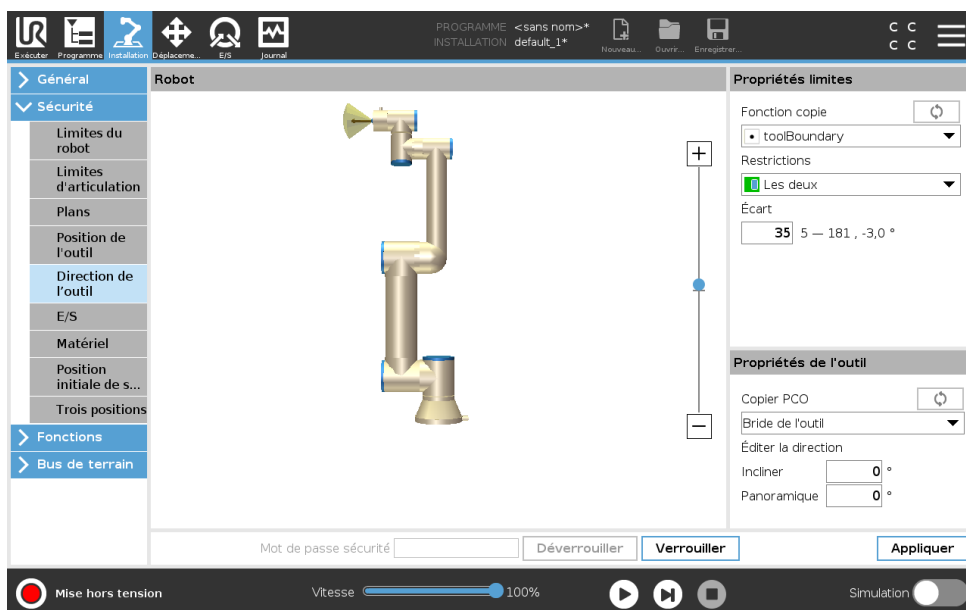 UR
PROGRAMME <sans nom>*
INSTALLATION default_1*
Exécuter Programme Installation Déplaceme... E/S Journal
Nouveau... Ouvrir... Enregistrer...
C C
C C
Général
Sécurité
Limites du
robot
Limites
d'articulation
Plans
Position de
l'outil
Direction de
l’outil
E/S
Matériel
Position
initiale de s...
Trois positions
Fonctions
Bus de terrain
Robot
+
−
Propriétés limites
Fonction copie
toolBoundary
Restrictions
Les deux
Écart
35 5 — 181 , -3,0 °
Propriétés de l'outil
Copier PCO
Bride de l'outil
Éditer la direction
Incliner 0 °
Panoramique 0 °
Mot de passe sécurité Déverrouiller Verrouiller Appliquer
Mise hors tension Vitesse 100% Simulation